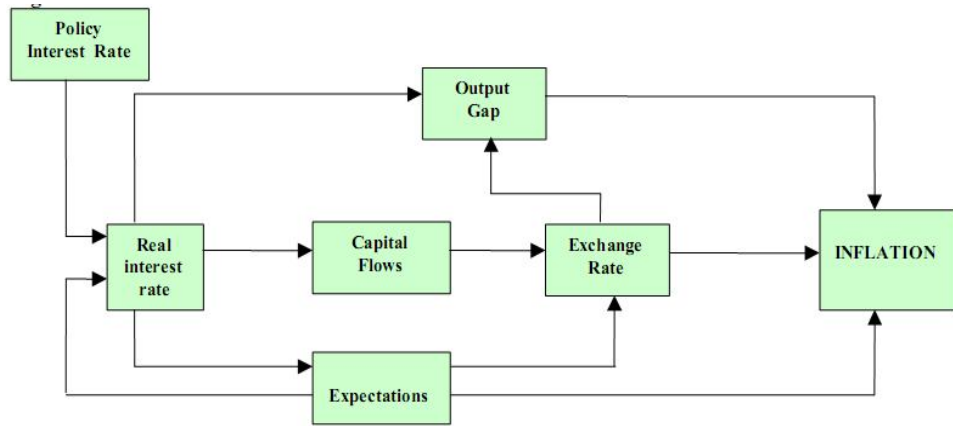 Policy
Interest Rate
Output
Gap
Real
interest
rate
Capital
Flows
Exchange
Rate
INFLATION
Expectations